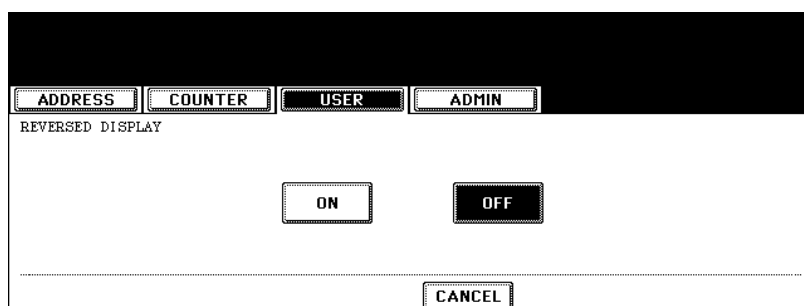 ADDRESS COUNTER USER ADMIN
REVERSED DISPLAY
ON OFF
CANCEL